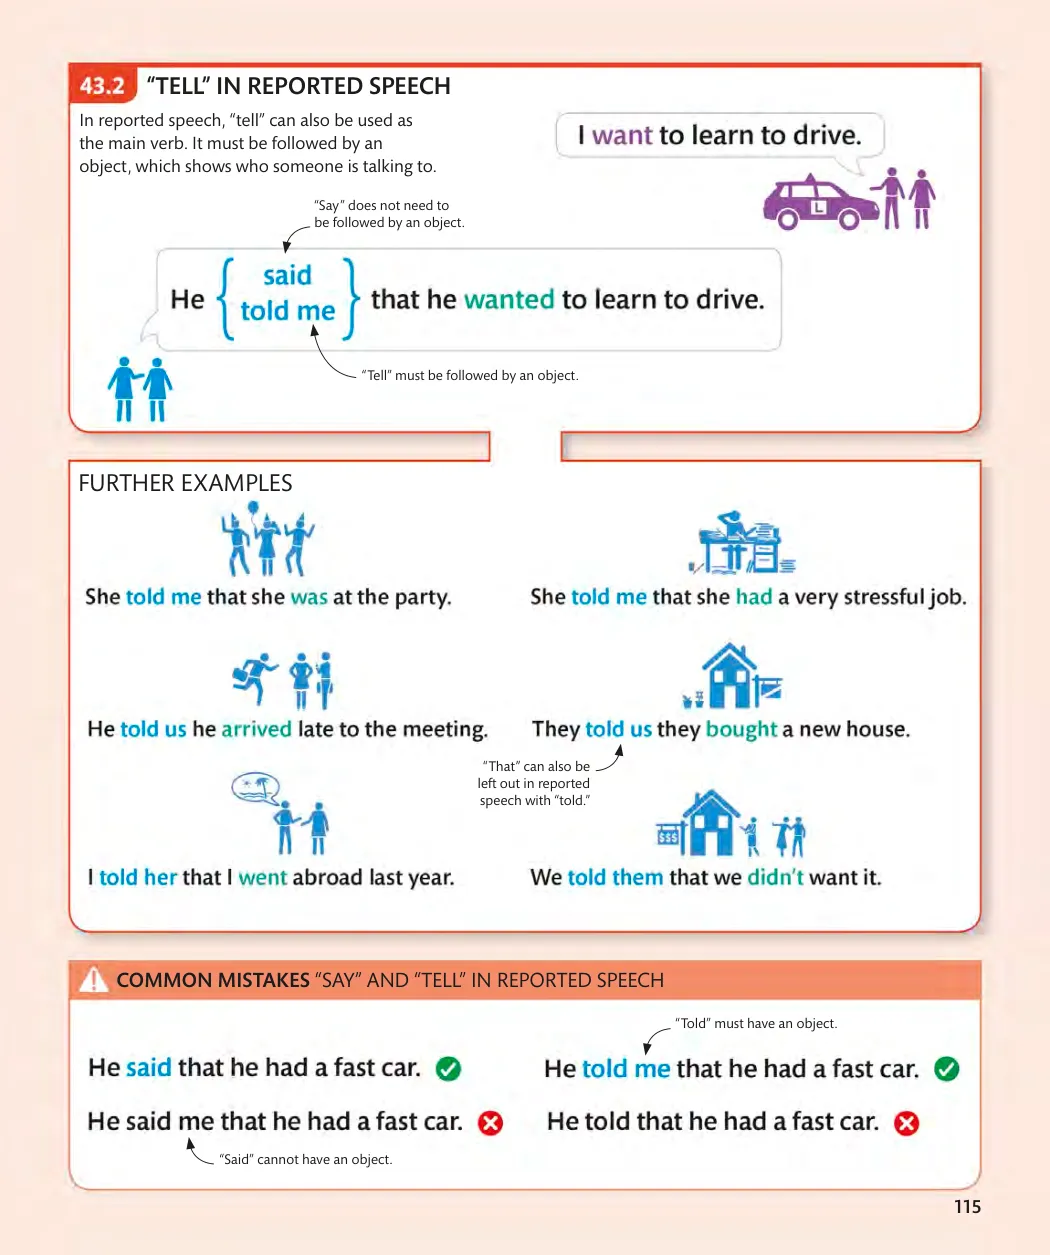 43.2 “TELL” IN REPORTED SPEECH
In reported speech, “tell” can also be used as
the main verb. It must be followed by an
object, which shows who someone is talking to.
I want to learn to drive.
L
“Say” does not need to
be followed by an object.
said
He { told me } that he wanted to learn to drive.
“Tell” must be followed by an object.
FURTHER EXAMPLES
She told me that she was at the party.
She told me that she had a very stressful job.
He told us he arrived late to the meeting.
They told us they bought a new house.
“That” can also be
left out in reported
speech with “told.”
$$$
I told her that I went abroad last year.
We told them that we didn’t want it.
COMMON MISTAKES “SAY” AND “TELL” IN REPORTED SPEECH
“Told” must have an object.
He said that he had a fast car.
He told me that he had a fast car.
He said me that he had a fast car.
He told that he had a fast car.
“Said” cannot have an object.
115